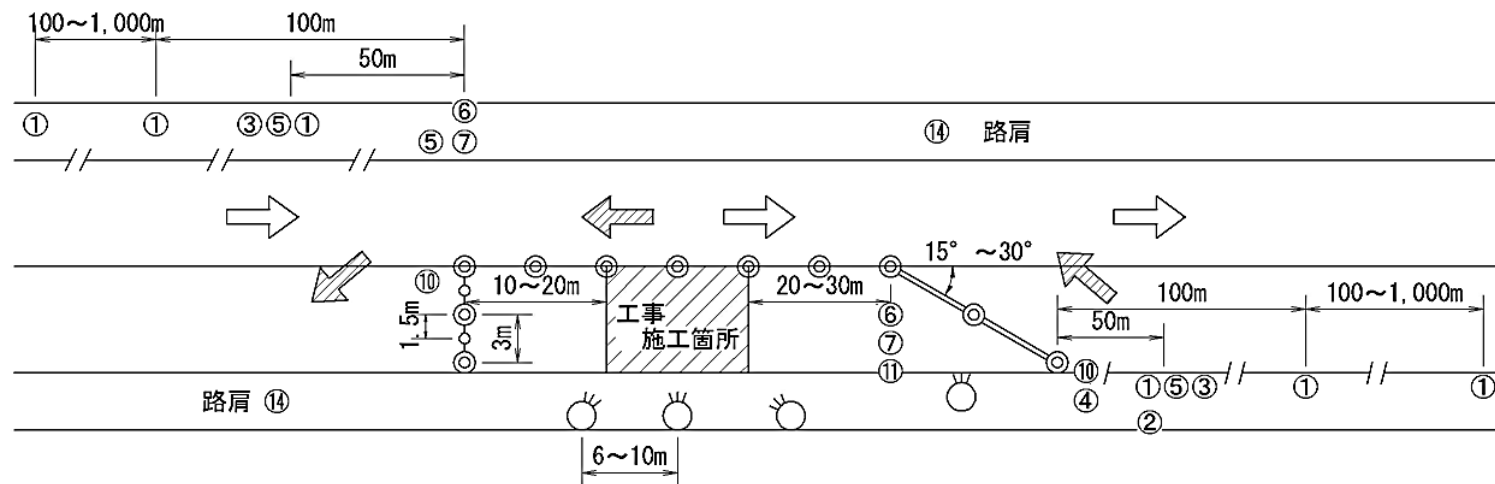 100～1,000m 100m
50m
① ① ③⑤① ⑥
⑤ ⑦
⑭ 路肩
15° ～30°
⑩ 10～20m 20～30m 100m 100～1,000m
50m
1.5m 3m 工事
施工箇所
⑥
⑦
⑪ ⑩ ①⑤③ ① ①
④
②
路肩 ⑭
6～10m